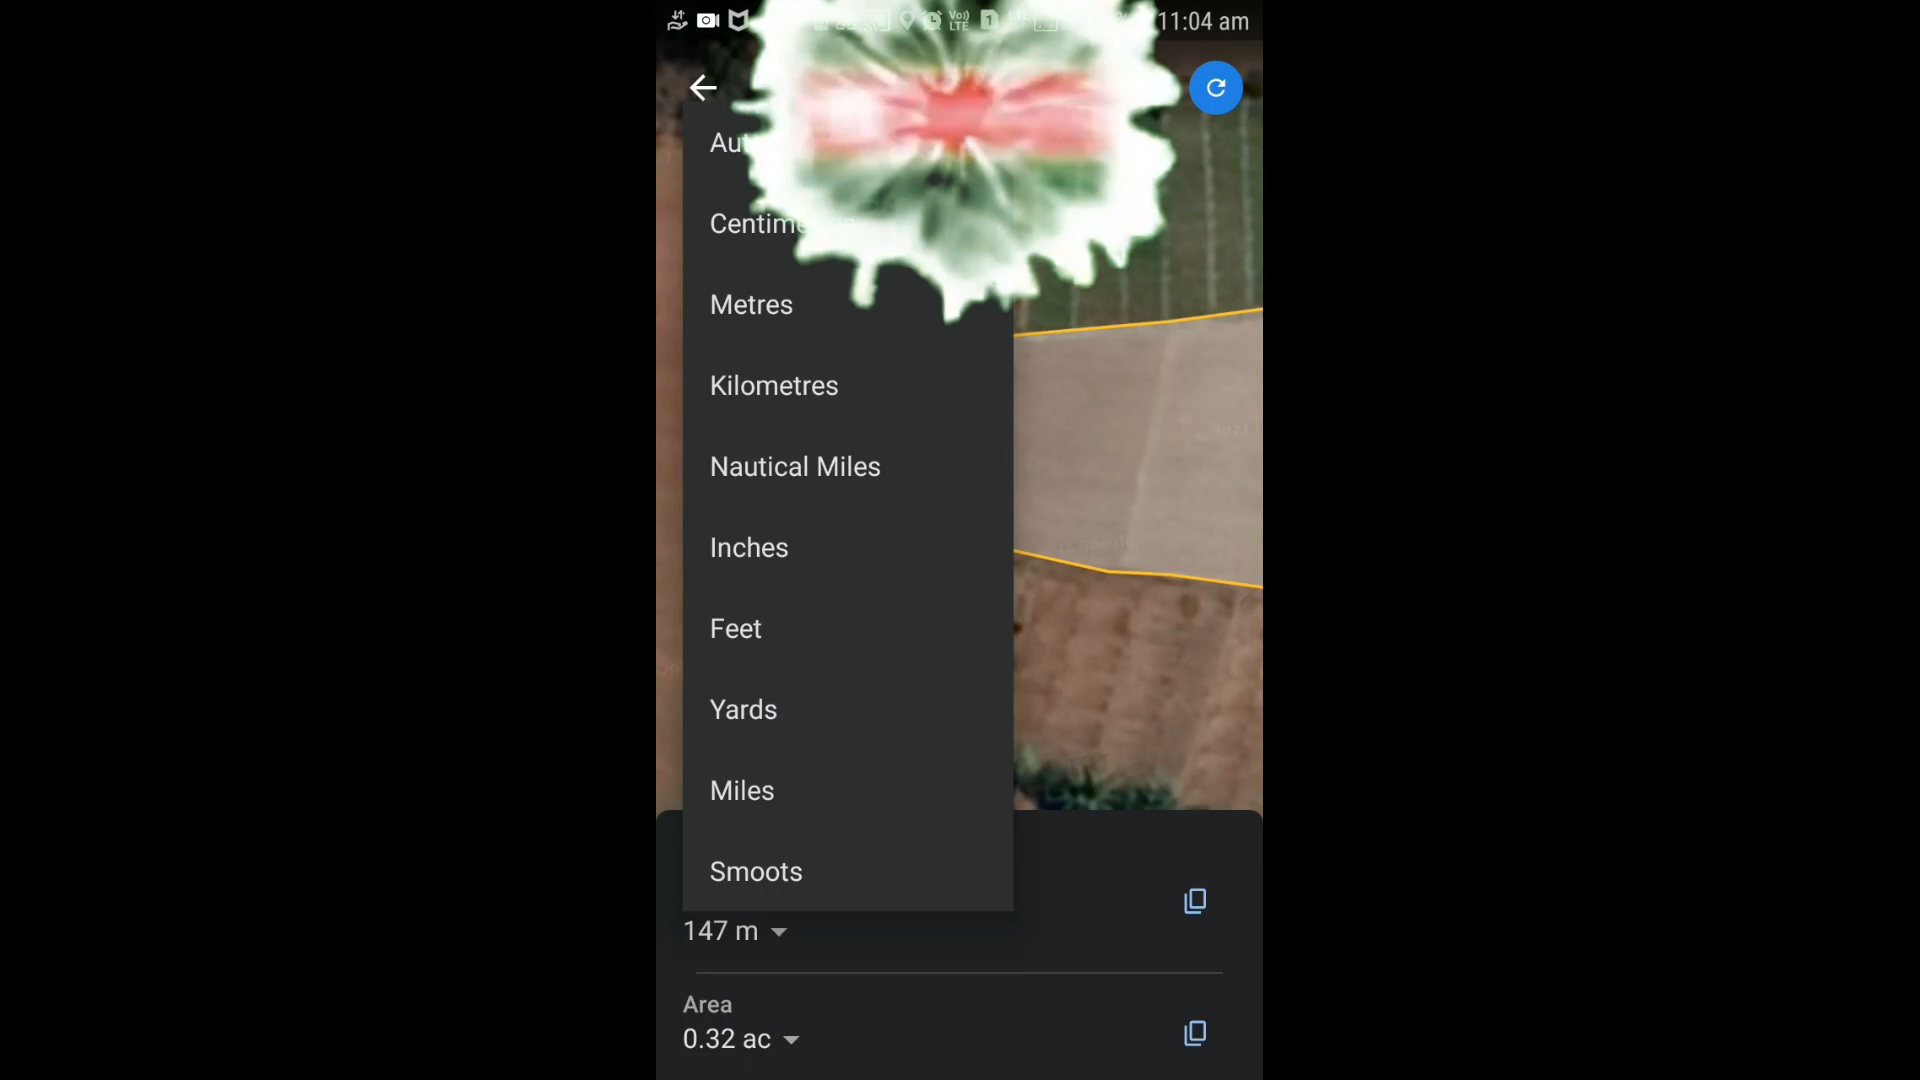 11:04 am
Metres
Kilometres
Nautical Miles
Inches
Feet
Yards
Miles
Smoots
147 m
Area
0.32 ac